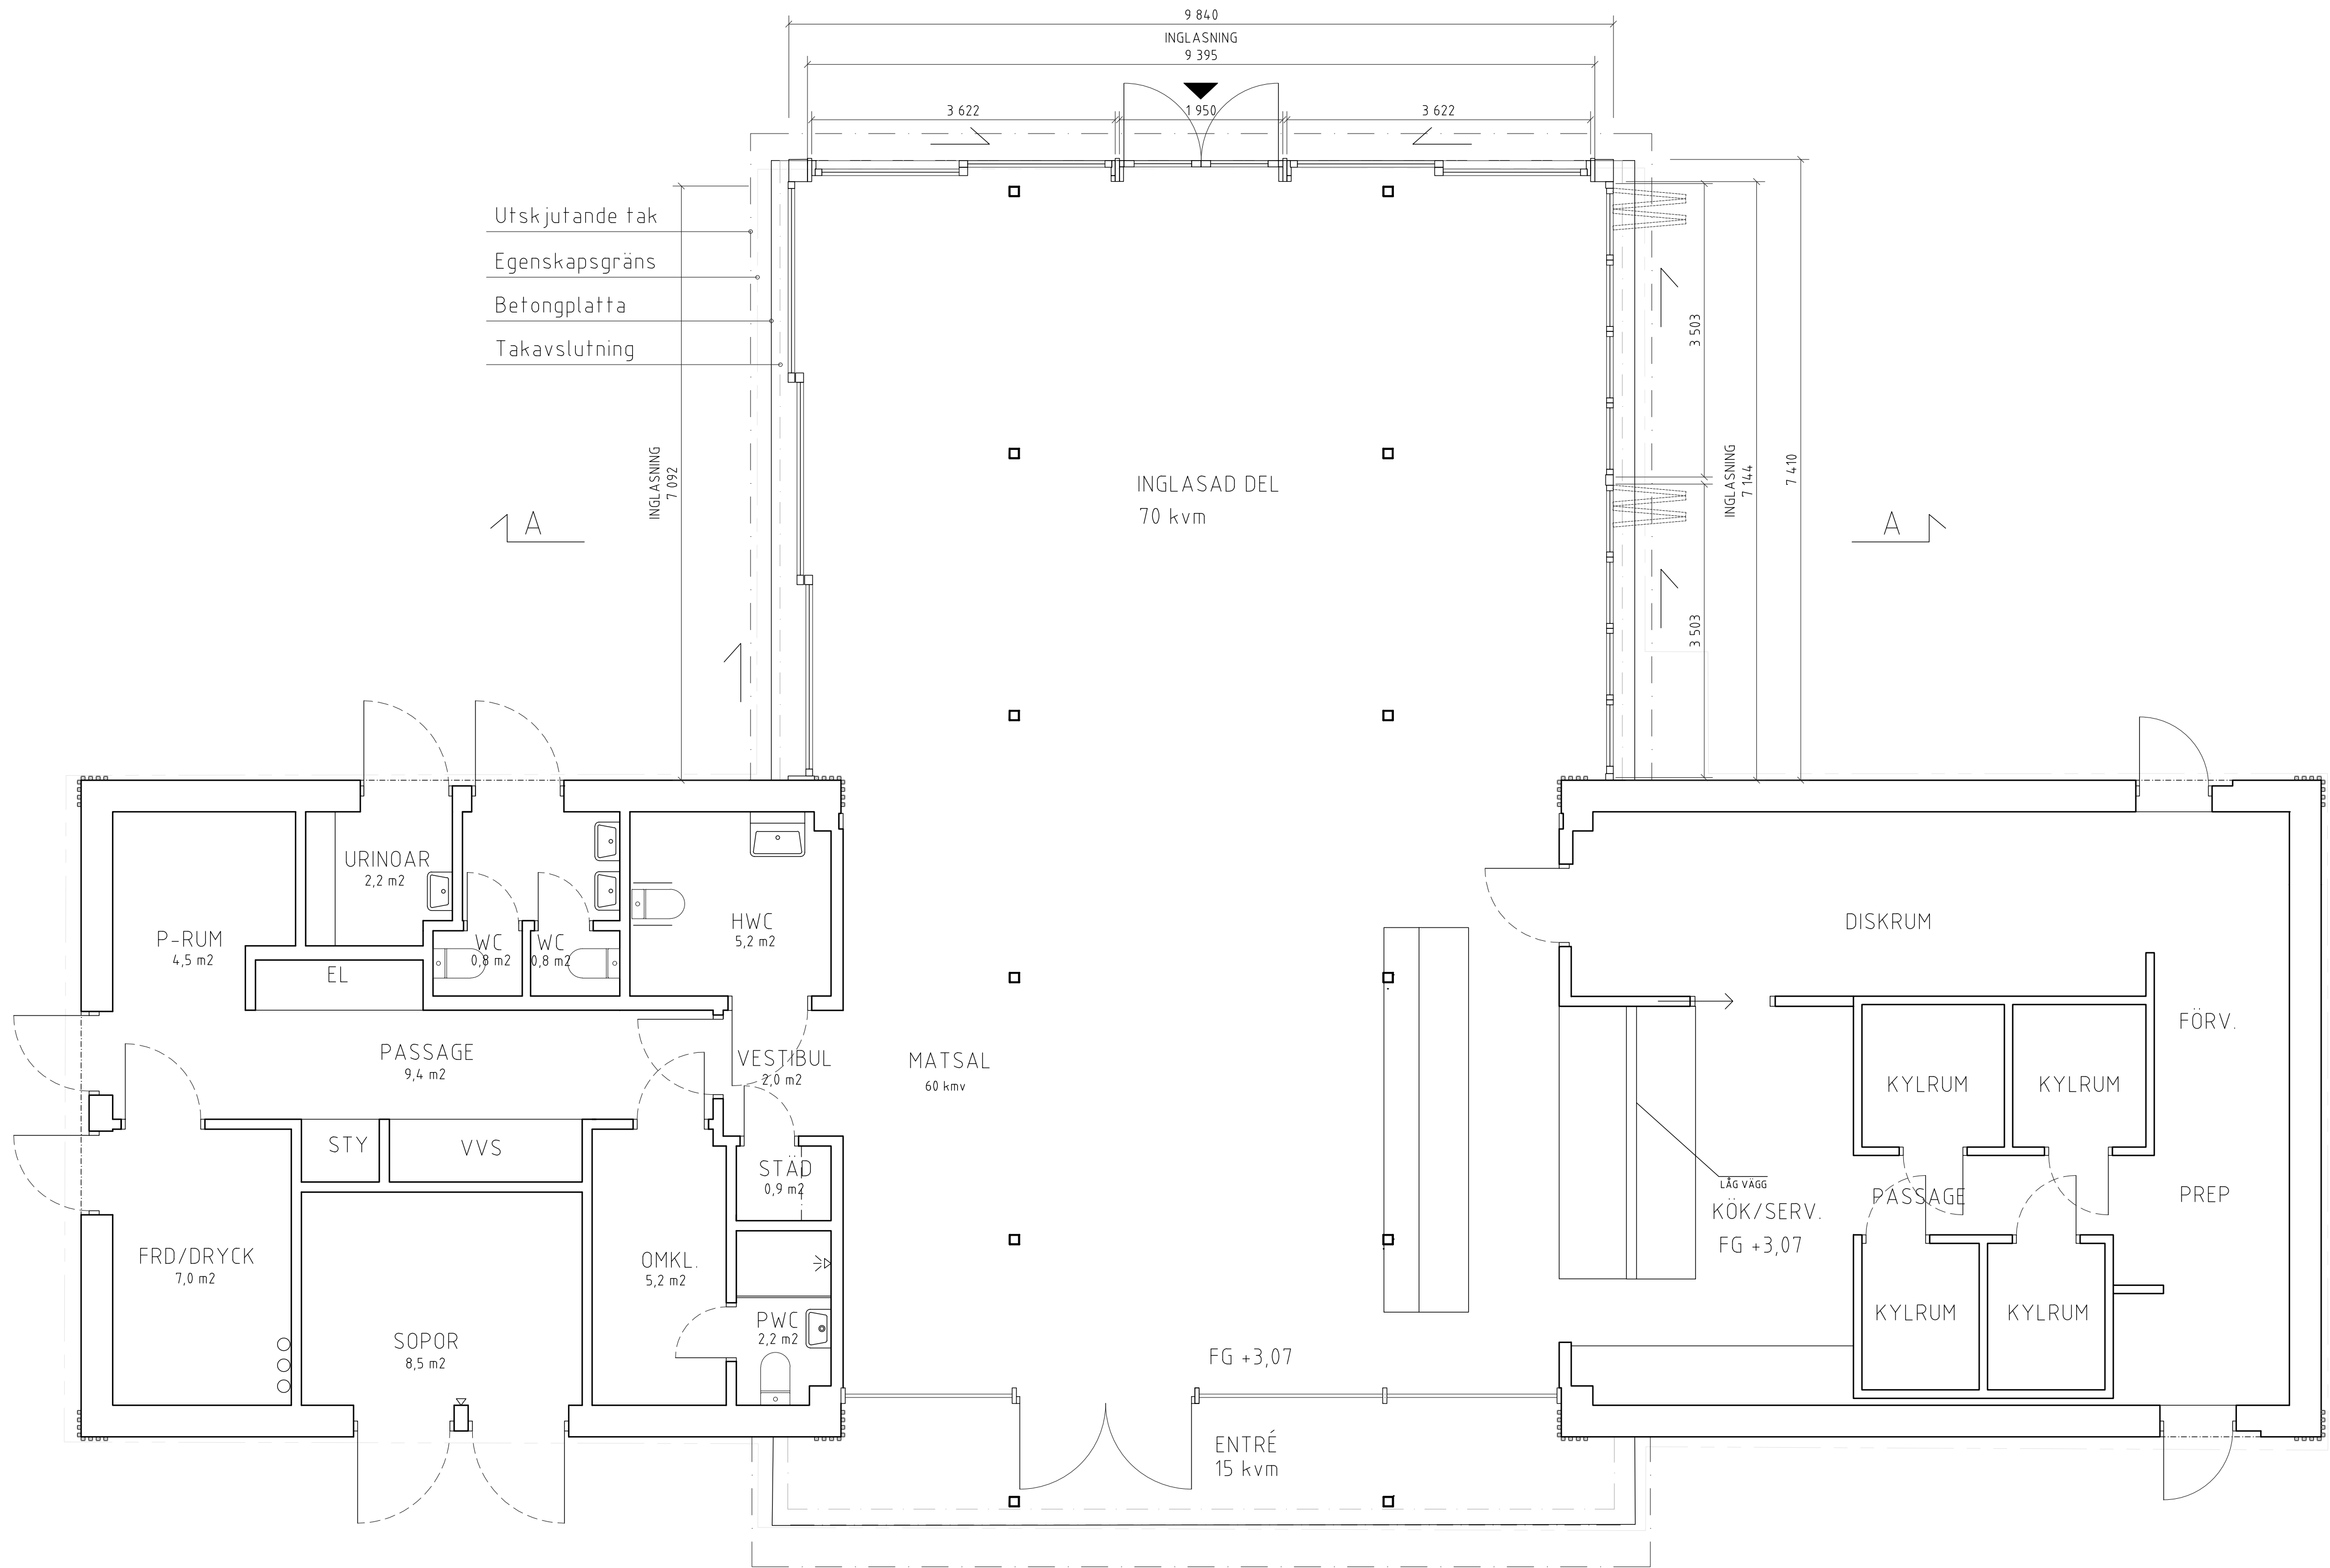 9 840
INGLASNING
9 395
3 622
1 950
3 622
Utskjutande tak
Egenskapsgräns
Betongplatta
Takavslutning
INGLASNING
7 092
3 503
INGLASNING
7 144
7 410
3 503
INGLASAD DEL
70 kvm
A
A
URINOAR
2,2 m2
P-RUM
4,5 m2
WC
0,8 m2
WC
0,8 m2
HWC
5,2 m2
EL
DISKRUM
FÖRV.
PASSAGE
9,4 m2
VESTIBUL
2,0 m2
MATSAL
60 kmv
KYLRUM
KYLRUM
STY
VVS
STÄD
0,9 m2
LÅG VÄGG
KÖK/SERV.
FG +3,07
PASSAGE
PREP
FRD/DRYCK
7,0 m2
OMKL.
5,2 m2
SOPOR
8,5 m2
PWC
2,2 m2
KYLRUM
KYLRUM
FG +3,07
ENTRÉ
15 kvm